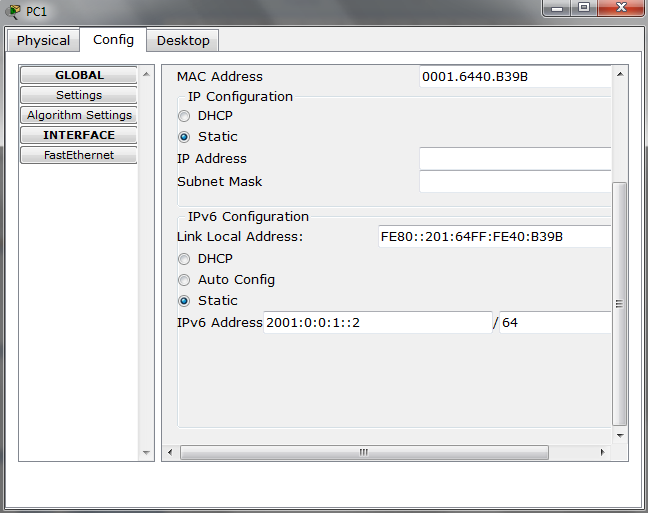 PC1
Physical Config Desktop
GLOBAL
Settings
Algorithm Settings
INTERFACE
FastEthernet
MAC Address 0001.6440.B39B
IP Configuration
DHCP
Static
IP Address
Subnet Mask
IPv6 Configuration
Link Local Address: FE80::201:64FF:FE40:B39B
DHCP
Auto Config
Static
IPv6 Address 2001:0:0:1::2 / 64